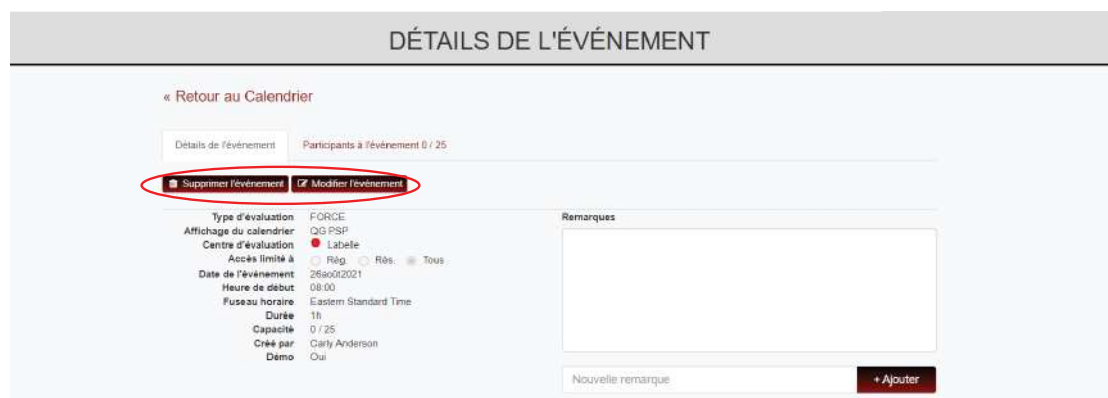 DÉTAILS DE L'ÉVÉNEMENT
« Retour au Calendrier
Détails de l'événement Participants à l'événement 0 / 25
Supprimer l'événement Modifier l'événement
Type d'évaluation FORCE
Affichage du calendrier QG PSP
Centre d'évaluation Labelle
Accès limité à Rég. Rés. Tous
Date de l'événement 26août2021
Heure de début 08:00
Fuseau horaire Eastern Standard Time
Durée 1h
Capacité 0 / 25
Créé par Carly Anderson
Démo Oui
Remarques
Nouvelle remarque + Ajouter